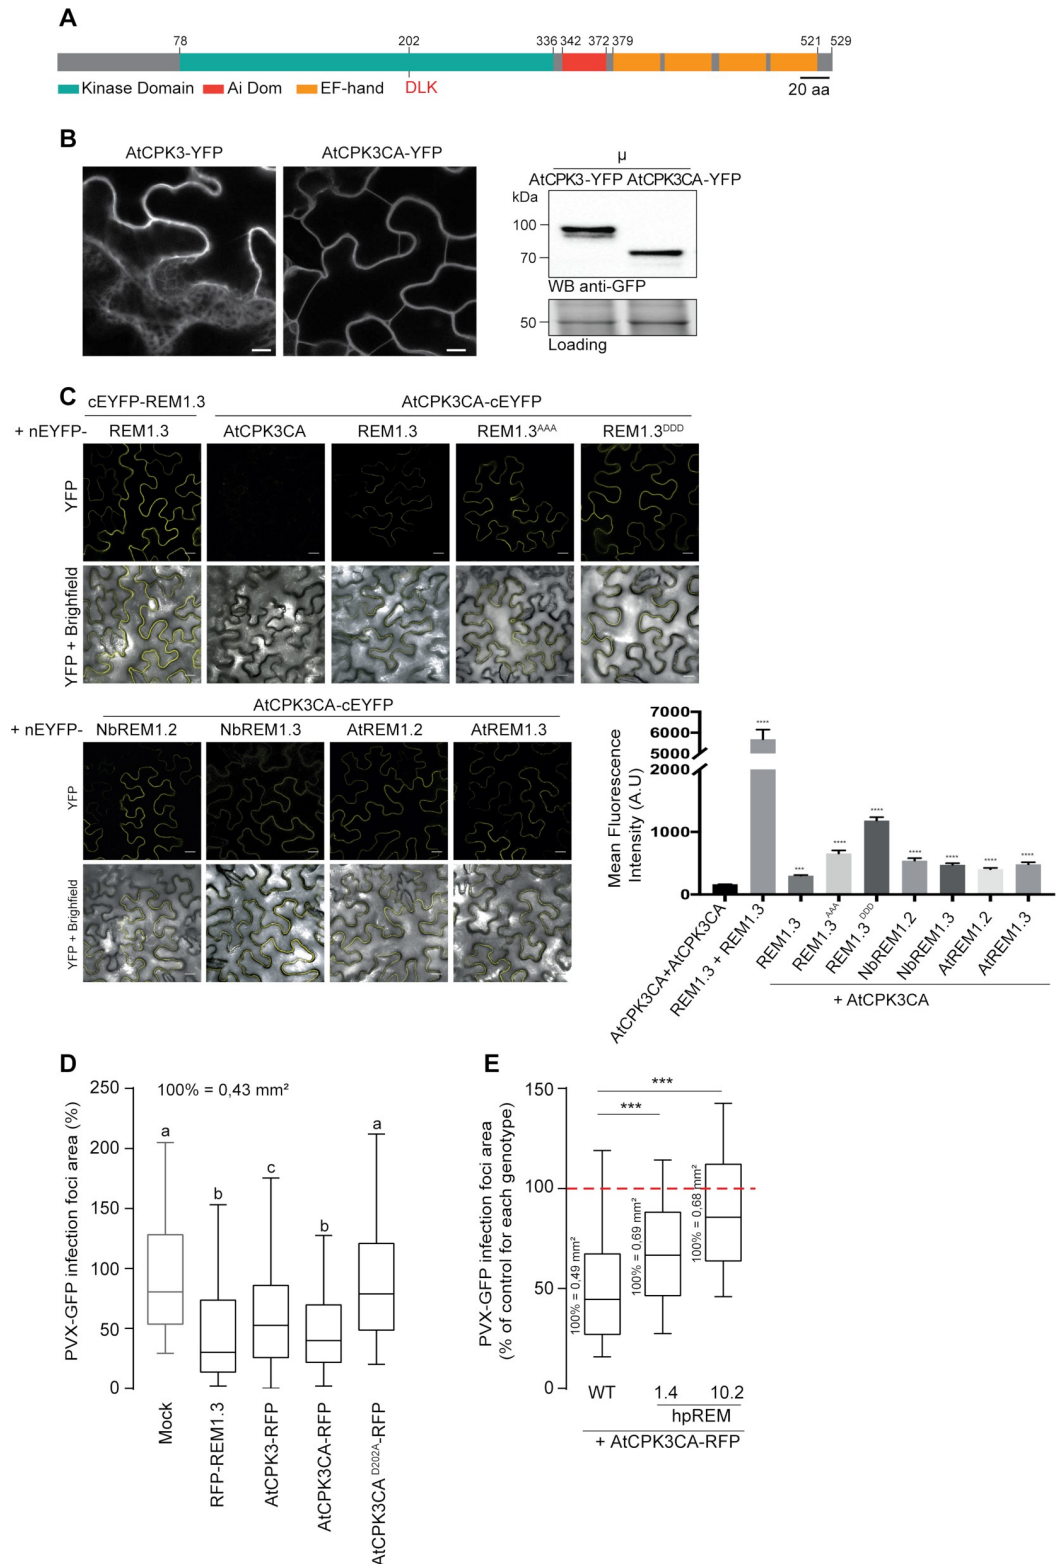 A
78 202 336 342 372 379 521 529
Kinase Domain Ai Dom EF-hand DLK 20 aa
B
AtCPK3-YFP AtCPK3CA-YFP
µ
AtCPK3-YFP AtCPK3CA-YFP
kDa
100
70
WB anti-GFP
50
Loading
C
cEYFP-REM1.3 AtCPK3CA-cEYFP
+ nEYFP- REM1.3 AtCPK3CA REM1.3 REM1.3AAA REM1.3DDD
YFP
YFP + Brighfield
AtCPK3CA-cEYFP
+ nEYFP- NbREM1.2 NbREM1.3 AtREM1.2 AtREM1.3
YFP
YFP + Brighfield
Mean Fluorescence
Intensity (A.U)
7000
6000
5000
2000
1000
0
**** *** **** **** **** **** **** ****
AtCPK3CA+AtCPK3CA
REM1.3 + REM1.3
REM1.3
REM1.3 AAA
REM1.3 DDD
NbREM1.2
NbREM1.3
AtREM1.2
AtREM1.3
+ AtCPK3CA
D
PVX-GFP infection foci area (%)
250
200
150
100
50
0
100% = 0,43 mm²
a b c b a
Mock
RFP-REM1.3
AtCPK3-RFP
AtCPK3CA-RFP
AtCPK3CA D202A-RFP
E
PVX-GFP infection foci area
(% of control for each genotype)
150
100
50
0
***
***
100% = 0,49 mm²
100% = 0,69 mm²
100% = 0,68 mm²
WT 1.4 10.2
hpREM
+ AtCPK3CA-RFP